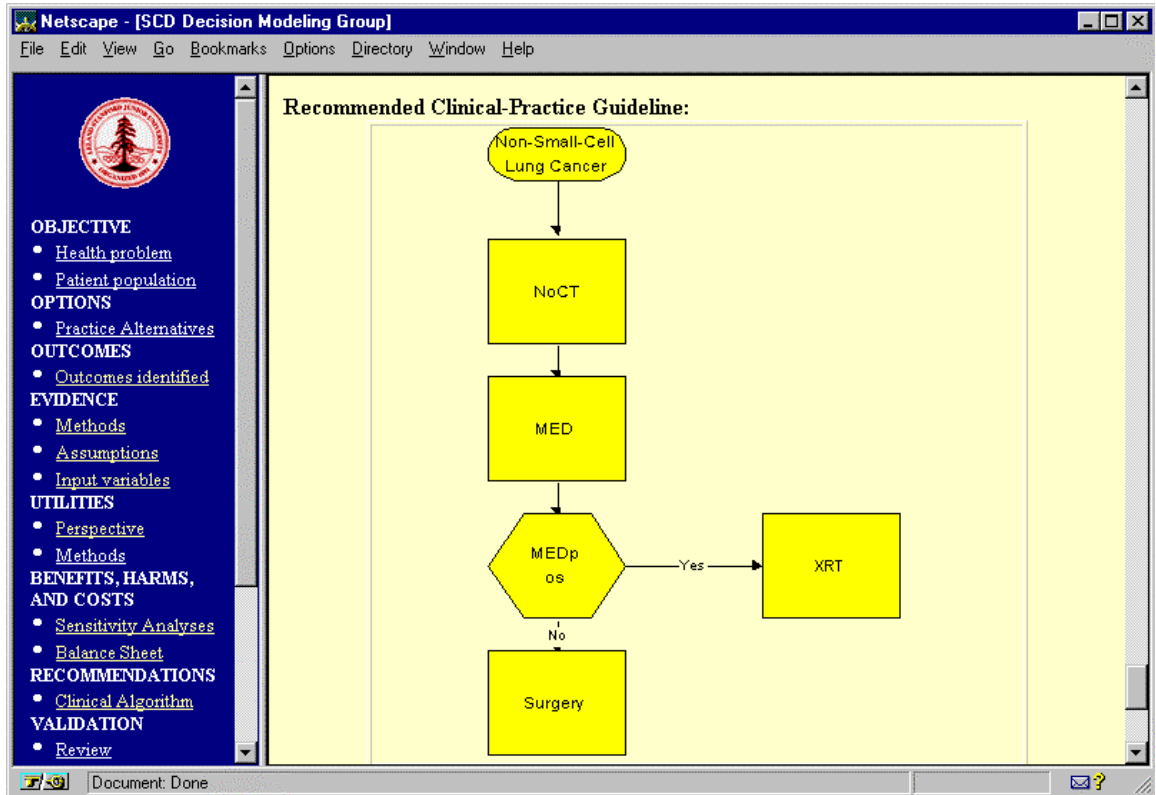 Netscape - [SCD Decision Modeling Group]
File Edit View Go Bookmarks Options Directory Window Help
OBJECTIVE
Health problem
Patient population
OPTIONS
Practice Alternatives
OUTCOMES
Outcomes identified
EVIDENCE
Methods
Assumptions
Input variables
UTILITIES
Perspective
Methods
BENEFITS, HARMS,
AND COSTS
Sensitivity Analyses
Balance Sheet
RECOMMENDATIONS
Clinical Algorithm
VALIDATION
Review
Recommended Clinical-Practice Guideline:
Non-Small-Cell
Lung Cancer
NoCT
MED
MEDp
os
Yes
XRT
No
Surgery
Document: Done